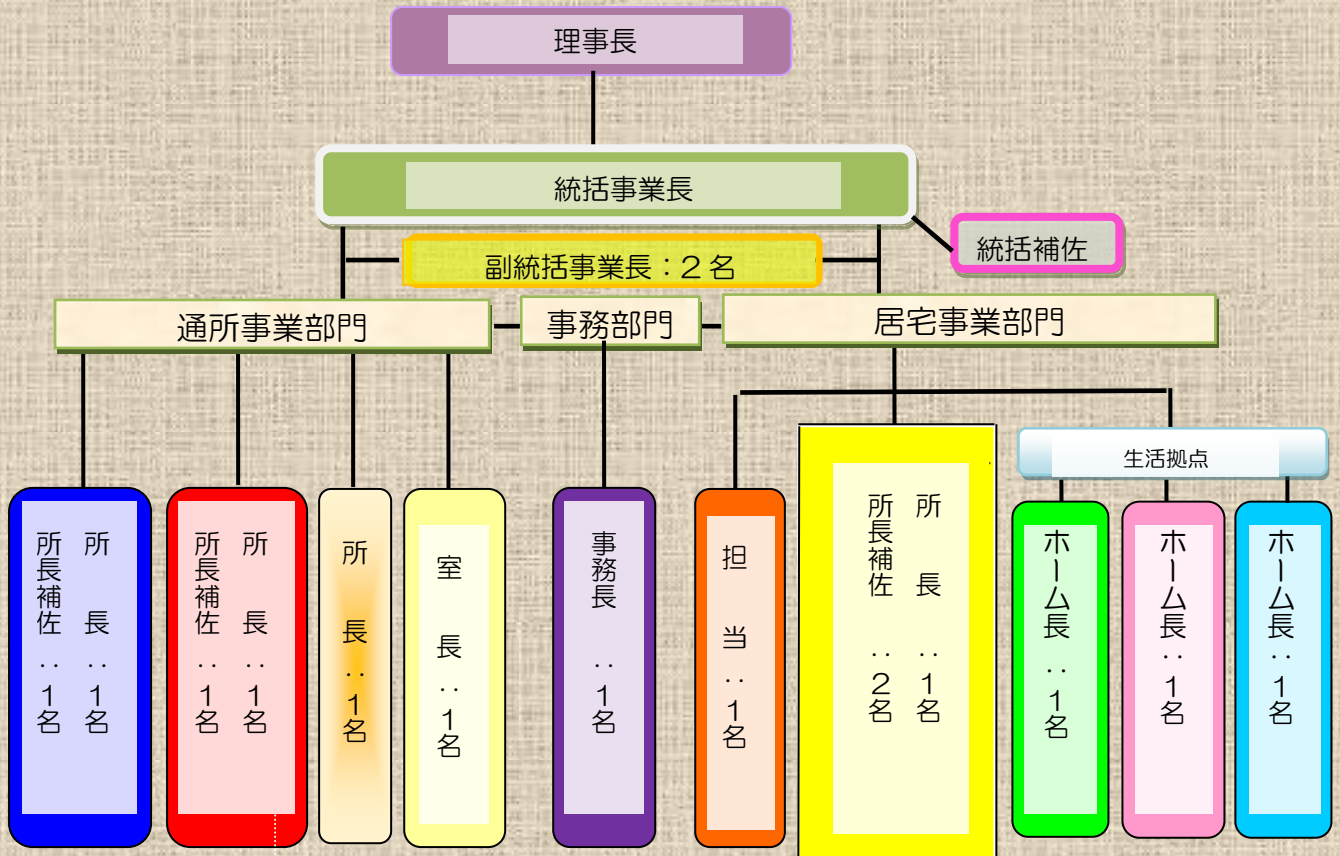 理事長
統括事業長
統括補佐
副統括事業長：２名
通所事業部門
事務部門
居宅事業部門
生活拠点
所　長：１名
所長補佐：１名
所　長：１名
所長補佐：１名
所　長：１名
室　長：１名
事務長　：１名
担　当：１名
所　長　：１名
所長補佐　：２名
ホーム長：１名
ホーム長：１名
ホーム長：１名